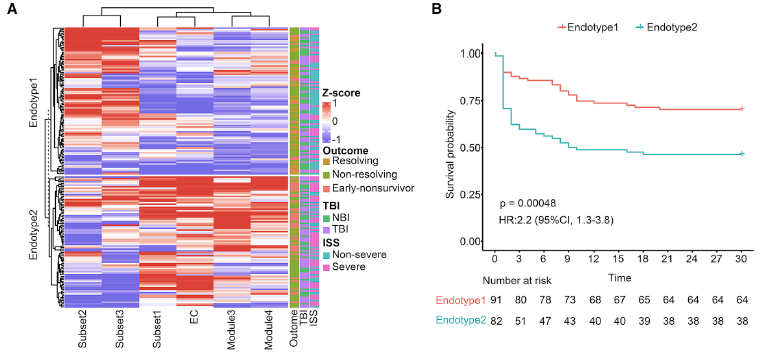 A
Endotype1
Endotype2
Subset2
Subset3
Subset1
EC
Module3
Module4
Outcome
TBI
ISS
Z-score
1
0
-1
Outcome
Resolving
Non-resolving
Early-nonsurvivor
TBI
NBI
TBI
ISS
Non-severe
Severe
B
Endotype1 Endotype2
Survival probability
1.00
0.75
0.50
0.25
0.00
p = 0.00048
HR:2.2 (95%CI, 1.3-3.8)
0 3 6 9 12 15 18 21 24 27 30
Number at risk Time
Endotype1 91 80 78 73 68 67 65 64 64 64 64
Endotype2 82 51 47 43 40 40 39 38 38 38 38